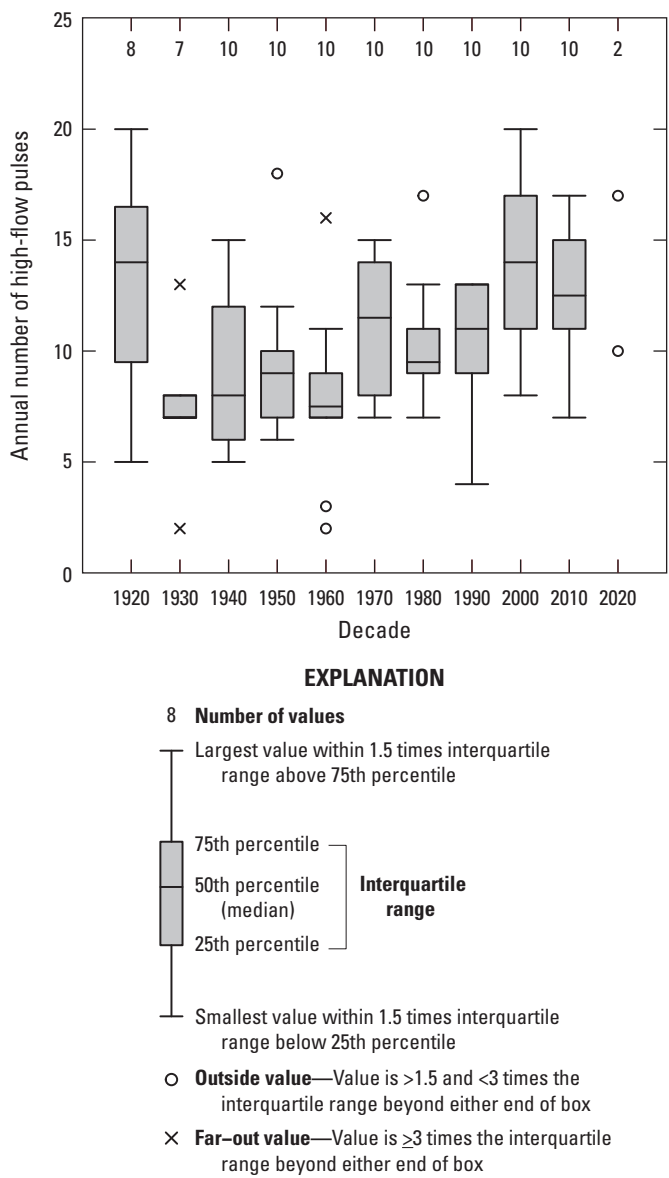 25
8 7 10 10 10 10 10 10 10 10 2
20
15
10
5
0
Annual number of high-flow pulses
1920 1930 1940 1950 1960 1970 1980 1990 2000 2010 2020
Decade
EXPLANATION
8 Number of values
Largest value within 1.5 times interquartile
range above 75th percentile
75th percentile
50th percentile
(median)
Interquartile
range
25th percentile
Smallest value within 1.5 times interquartile
range below 25th percentile
Outside value—Value is >1.5 and <3 times the
interquartile range beyond either end of box
Far–out value—Value is ≥3 times the interquartile
range beyond either end of box